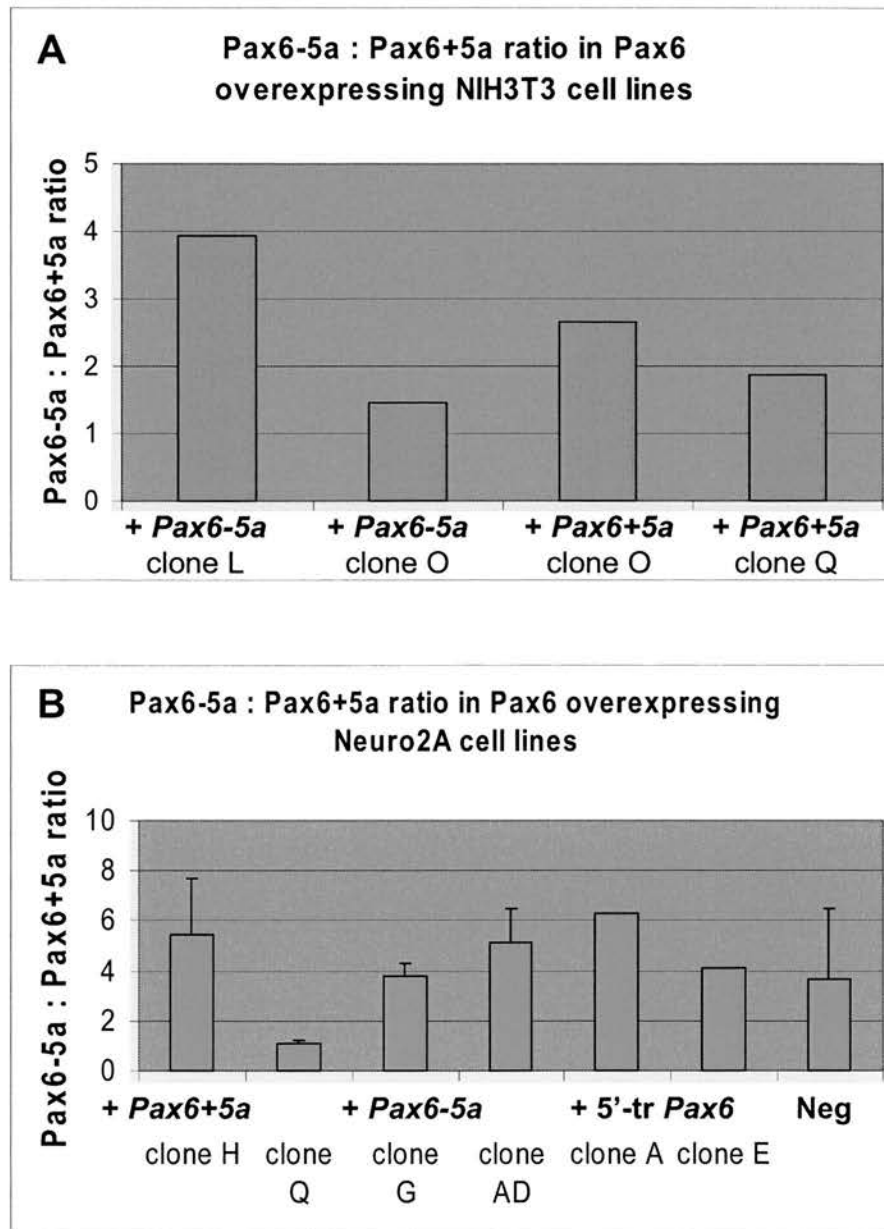 A
Pax6-5a : Pax6+5a ratio in Pax6
overexpressing NIH3T3 cell lines
Pax6-5a : Pax6+5a ratio
5
4
3
2
1
0
+ Pax6-5a + Pax6-5a + Pax6+5a + Pax6+5a
clone L clone O clone O clone Q
B
Pax6-5a : Pax6+5a ratio in Pax6 overexpressing
Neuro2A cell lines
Pax6-5a : Pax6+5a ratio
10
8
6
4
2
0
+ Pax6+5a + Pax6-5a + 5'-tr Pax6 Neg
clone H clone clone clone clone A clone E
Q G AD